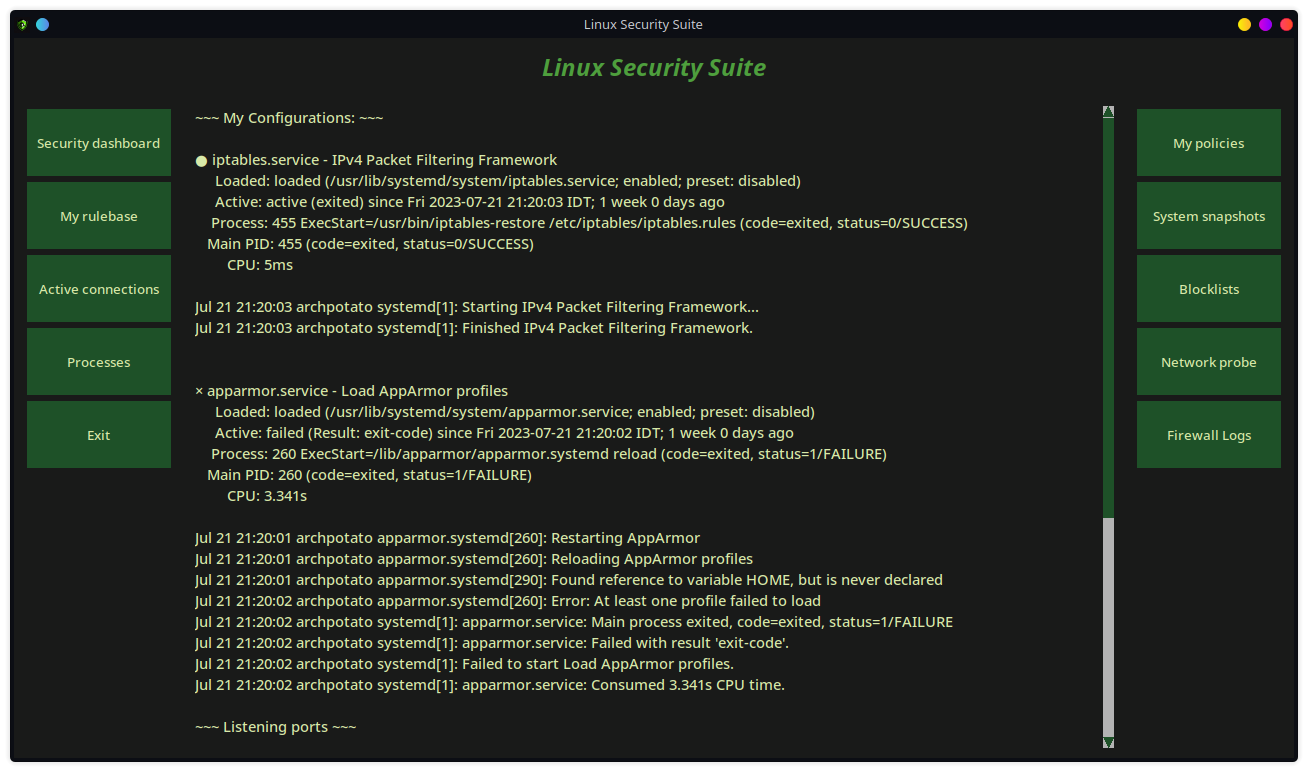 Linux Security Suite
Linux Security Suite
Security dashboard
My rulebase
Active connections
Processes
Exit
~~~ My Configurations: ~~~
● iptables.service - IPv4 Packet Filtering Framework
Loaded: loaded (/usr/lib/systemd/system/iptables.service; enabled; preset: disabled)
Active: active (exited) since Fri 2023-07-21 21:20:03 IDT; 1 week 0 days ago
Process: 455 ExecStart=/usr/bin/iptables-restore /etc/iptables/iptables.rules (code=exited, status=0/SUCCESS)
Main PID: 455 (code=exited, status=0/SUCCESS)
CPU: 5ms
Jul 21 21:20:03 archpotato systemd[1]: Starting IPv4 Packet Filtering Framework...
Jul 21 21:20:03 archpotato systemd[1]: Finished IPv4 Packet Filtering Framework.
× apparmor.service - Load AppArmor profiles
Loaded: loaded (/usr/lib/systemd/system/apparmor.service; enabled; preset: disabled)
Active: failed (Result: exit-code) since Fri 2023-07-21 21:20:02 IDT; 1 week 0 days ago
Process: 260 ExecStart=/lib/apparmor/apparmor.systemd reload (code=exited, status=1/FAILURE)
Main PID: 260 (code=exited, status=1/FAILURE)
CPU: 3.341s
Jul 21 21:20:01 archpotato apparmor.systemd[260]: Restarting AppArmor
Jul 21 21:20:01 archpotato apparmor.systemd[260]: Reloading AppArmor profiles
Jul 21 21:20:01 archpotato apparmor.systemd[290]: Found reference to variable HOME, but is never declared
Jul 21 21:20:02 archpotato apparmor.systemd[260]: Error: At least one profile failed to load
Jul 21 21:20:02 archpotato systemd[1]: apparmor.service: Main process exited, code=exited, status=1/FAILURE
Jul 21 21:20:02 archpotato systemd[1]: apparmor.service: Failed with result 'exit-code'.
Jul 21 21:20:02 archpotato systemd[1]: Failed to start Load AppArmor profiles.
Jul 21 21:20:02 archpotato systemd[1]: apparmor.service: Consumed 3.341s CPU time.
~~~ Listening ports ~~~
My policies
System snapshots
Blocklists
Network probe
Firewall Logs